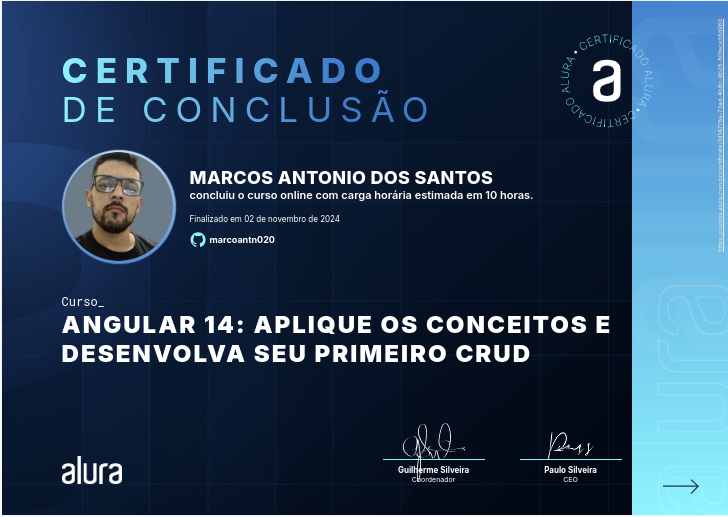 CERTIFICADO
DE CONCLUSÃO
CERTIFICADO ALURA • CERTIFICADO ALURA •
a
MARCOS ANTONIO DOS SANTOS
concluiu o curso online com carga horária estimada em 10 horas.
Finalizado em 02 de novembro de 2024
marcoantn020
Curso_
ANGULAR 14: APLIQUE OS CONCEITOS E
DESENVOLVA SEU PRIMEIRO CRUD
alura
Guilherme Silveira
Coordenador
Paulo Silveira
CEO
alura